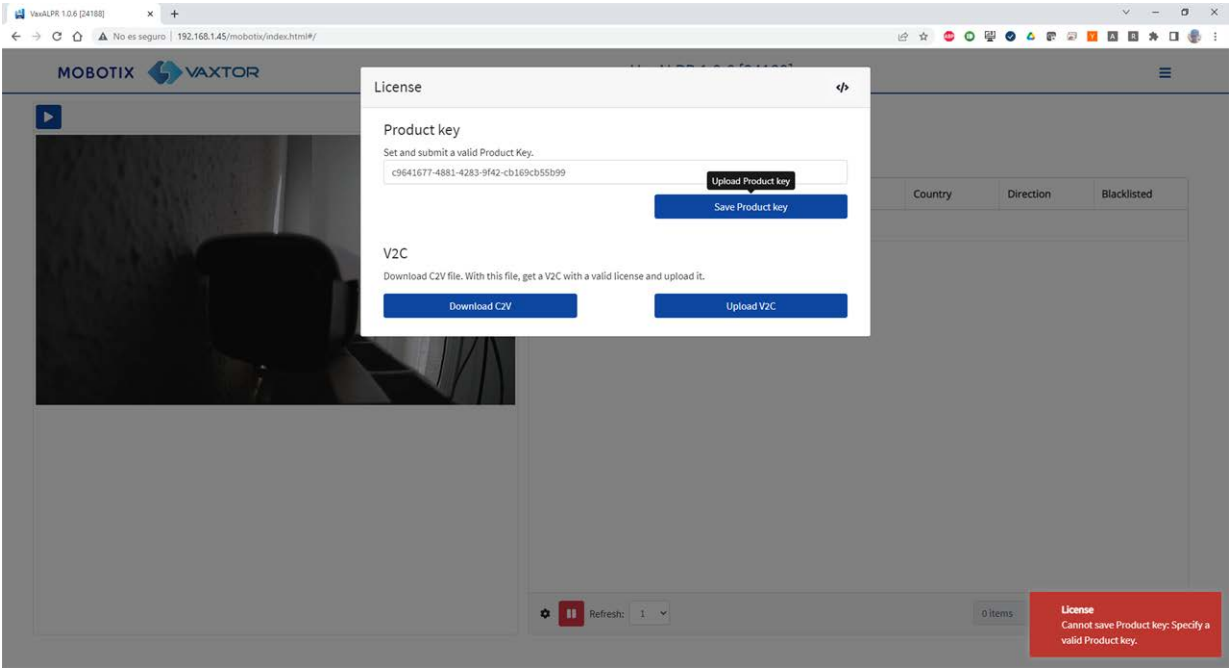 VaxALPR 1.0.6 [24188]
No es seguro | 192.168.1.45/mobotix/index.html#/
MOBOTIX VAXTOR
License
Product key
Set and submit a valid Product Key.
c9641677-4881-4283-9f42-cb169cb55b99
Upload Product key
Save Product key
Country Direction Blacklisted
V2C
Download C2V file. With this file, get a V2C with a valid license and upload it.
Download C2V Upload V2C
Refresh: 1
0 items
License
Cannot save Product key: Specify a
valid Product key.